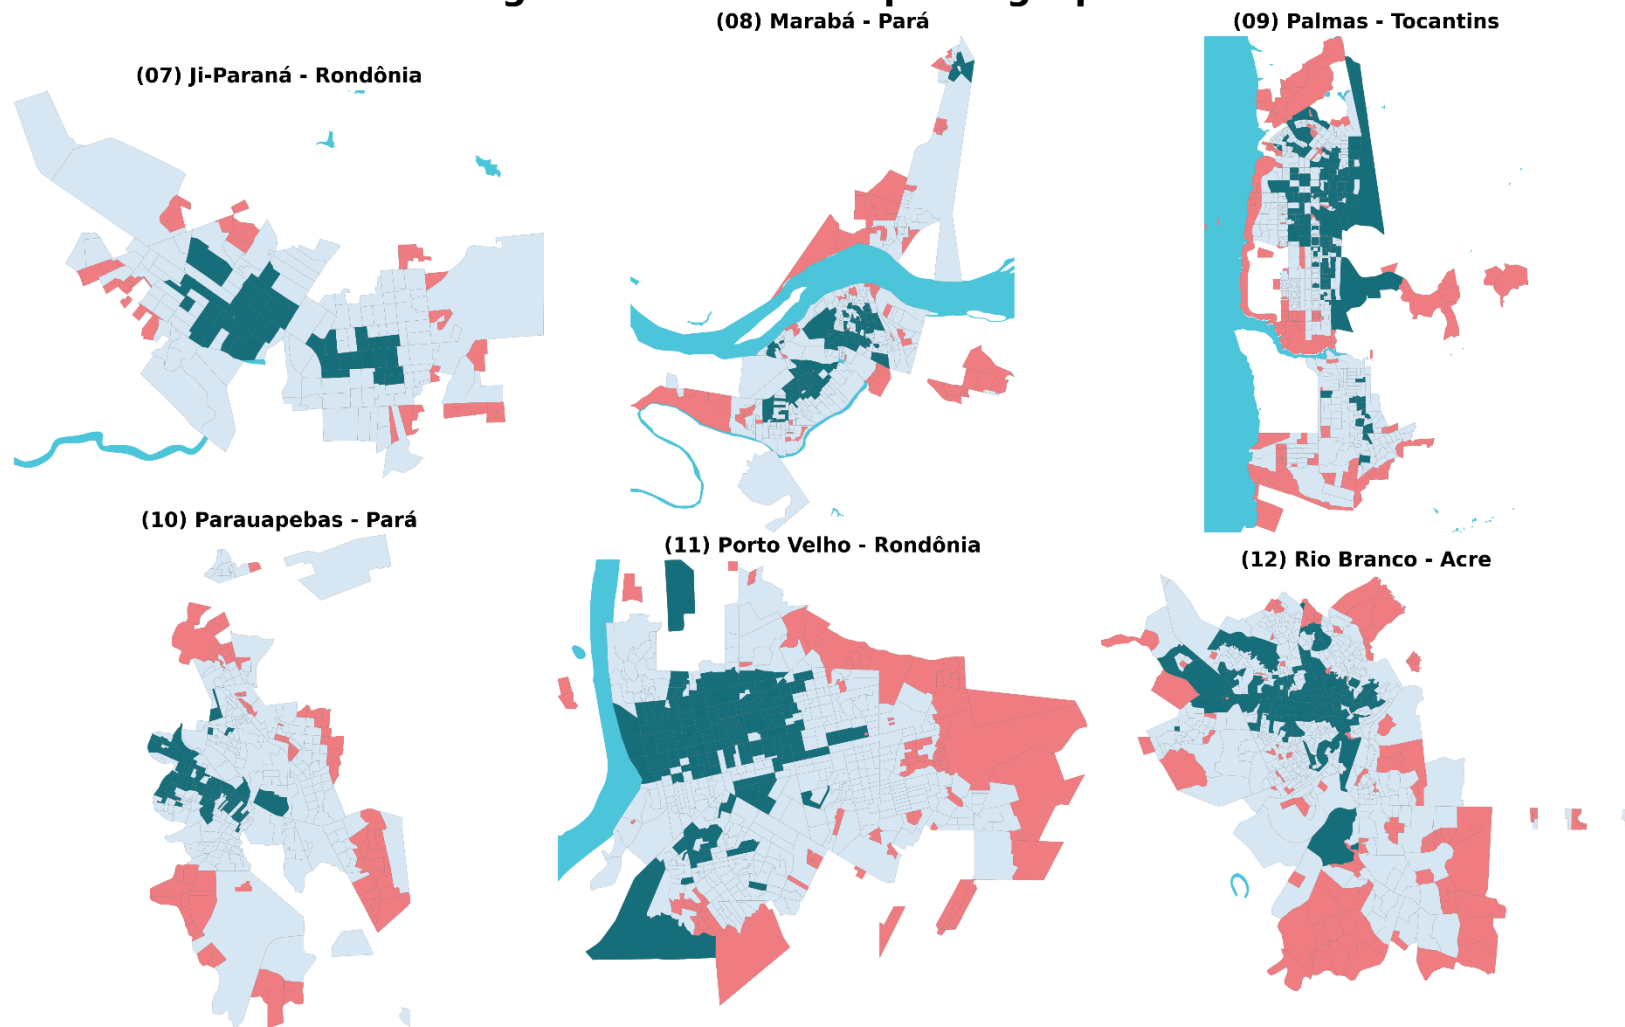 (08) Marabá - Pará
(09) Palmas - Tocantins
(07) Ji-Paraná - Rondônia
(10) Parauapebas - Pará
(11) Porto Velho - Rondônia
(12) Rio Branco - Acre